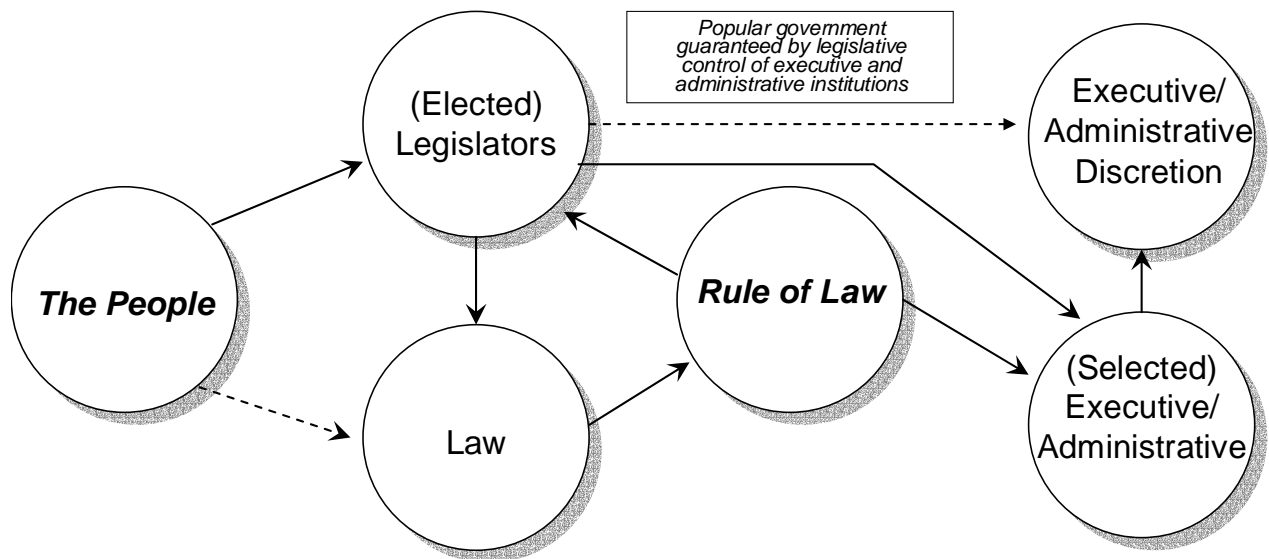 Popular government
guaranteed by legislative
control of executive and
administrative institutions
(Elected)
Legislators
Executive/
Administrative
Discretion
The People
Rule of Law
Law
(Selected)
Executive/
Administrative